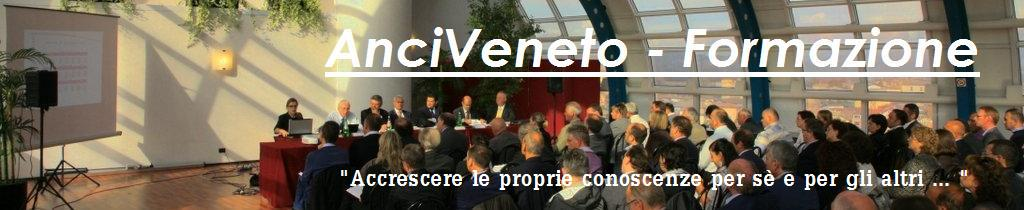 AnciVeneto - Formazione
"Accrescere le proprie conoscenze per sè e per gli altri ... "